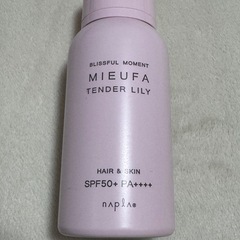 BLISSFUL MOMENT
MIEUFA
TENDER LILY
HAIR & SKIN
SPF50+ PA++++
napla